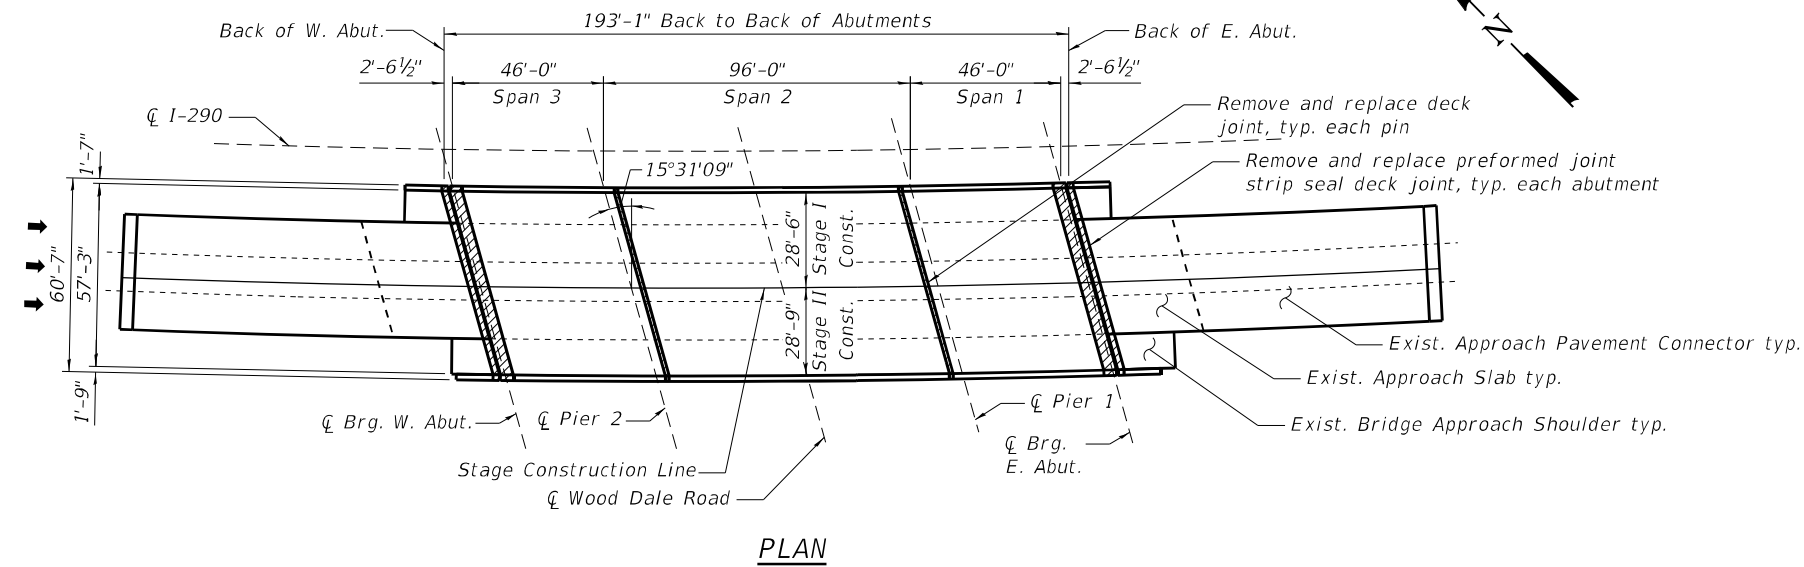 193'-1" Back to Back of Abutments
Back of W. Abut.
Back of E. Abut.
N
2'-6½"
46'-0"
96'-0"
46'-0"
2'-6½"
Span 3
Span 2
Span 1
℄ I-290
Remove and replace deck
joint, typ. each pin
1'-7"
15°31'09"
Remove and replace preformed joint
strip seal deck joint, typ. each abutment
60'-7"
57'-3"
28'-6"
Stage I
Const.
28'-9"
Stage II
Const.
1'-9"
Exist. Approach Pavement Connector typ.
Exist. Approach Slab typ.
Exist. Bridge Approach Shoulder typ.
℄ Brg. W. Abut.
℄ Pier 2
℄ Pier 1
℄ Brg.
E. Abut.
Stage Construction Line
℄ Wood Dale Road
PLAN